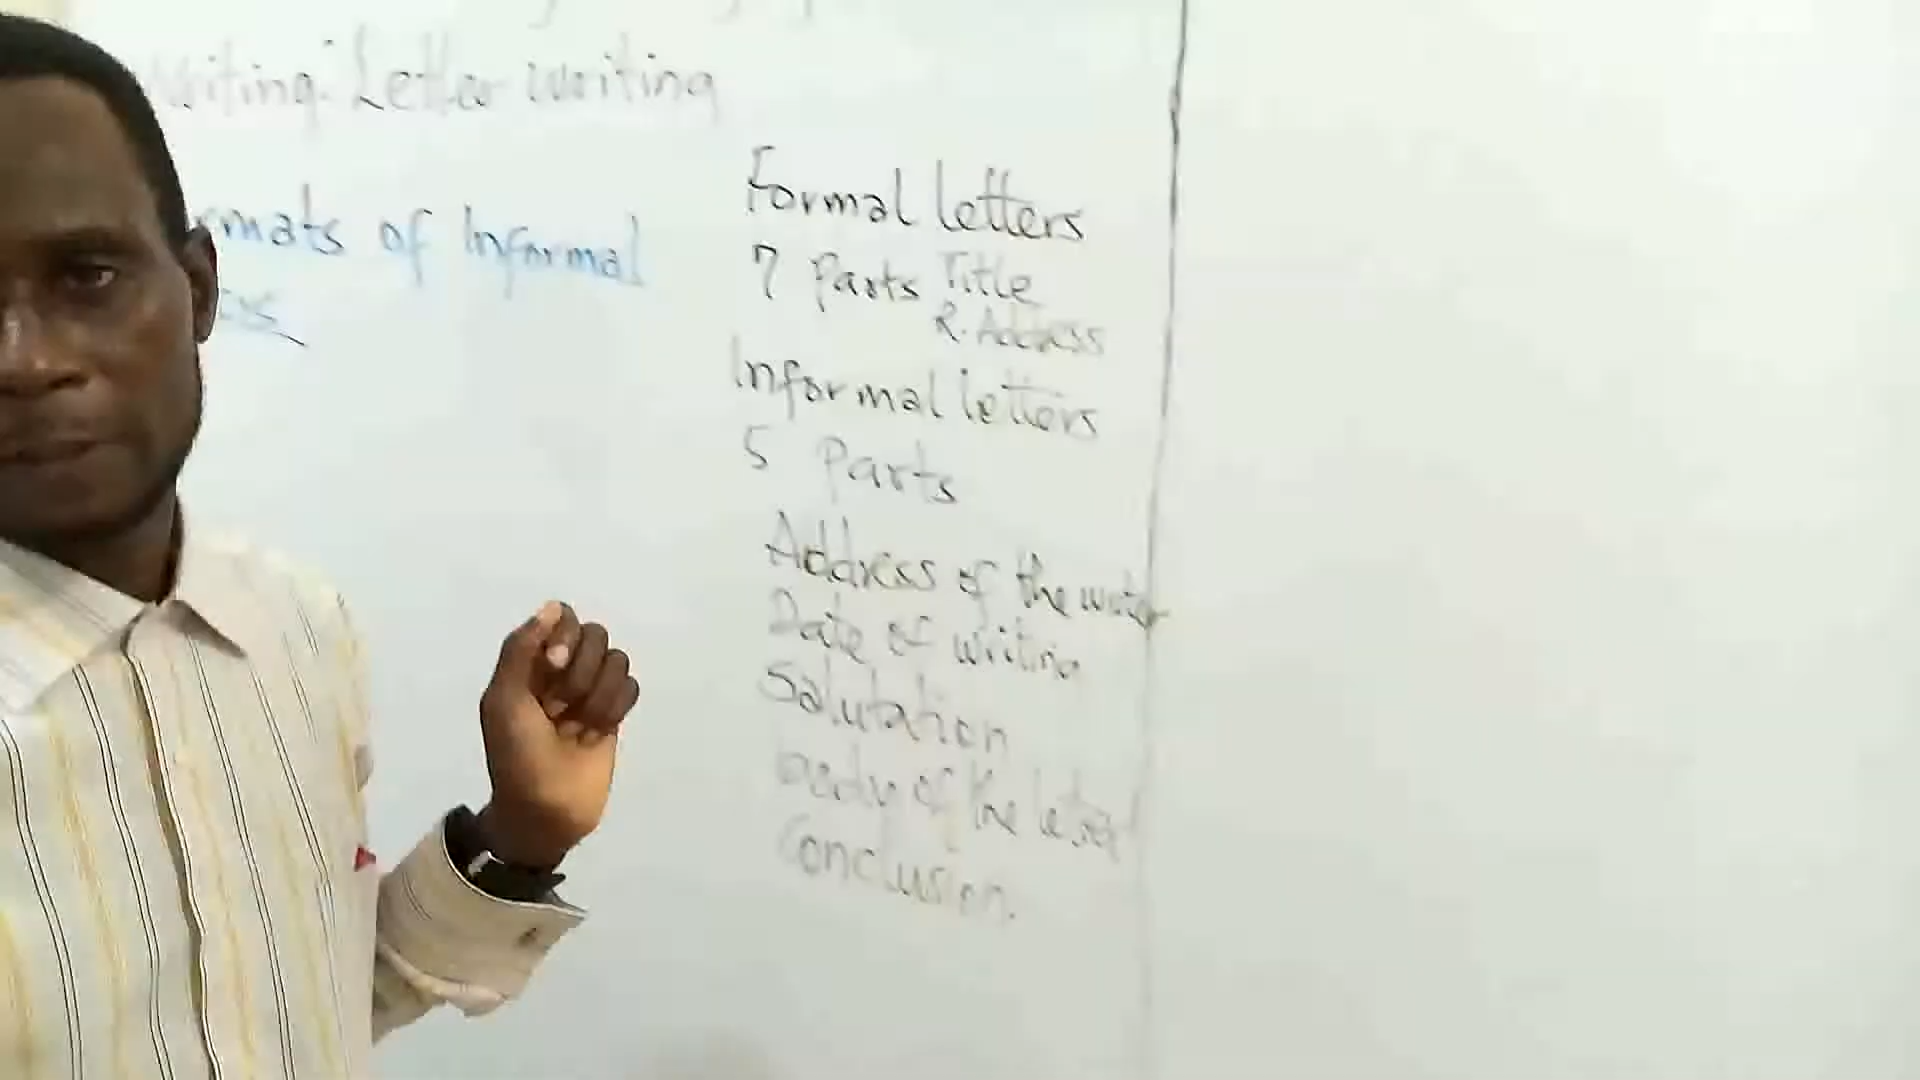 Writing: Letter writing
rmats of Informal
Formal letters
7 Parts Title
R. Address
Informal letters
5 Parts
Address of the writer
Date of writing
Salutation
body of the letter
Conclusion.